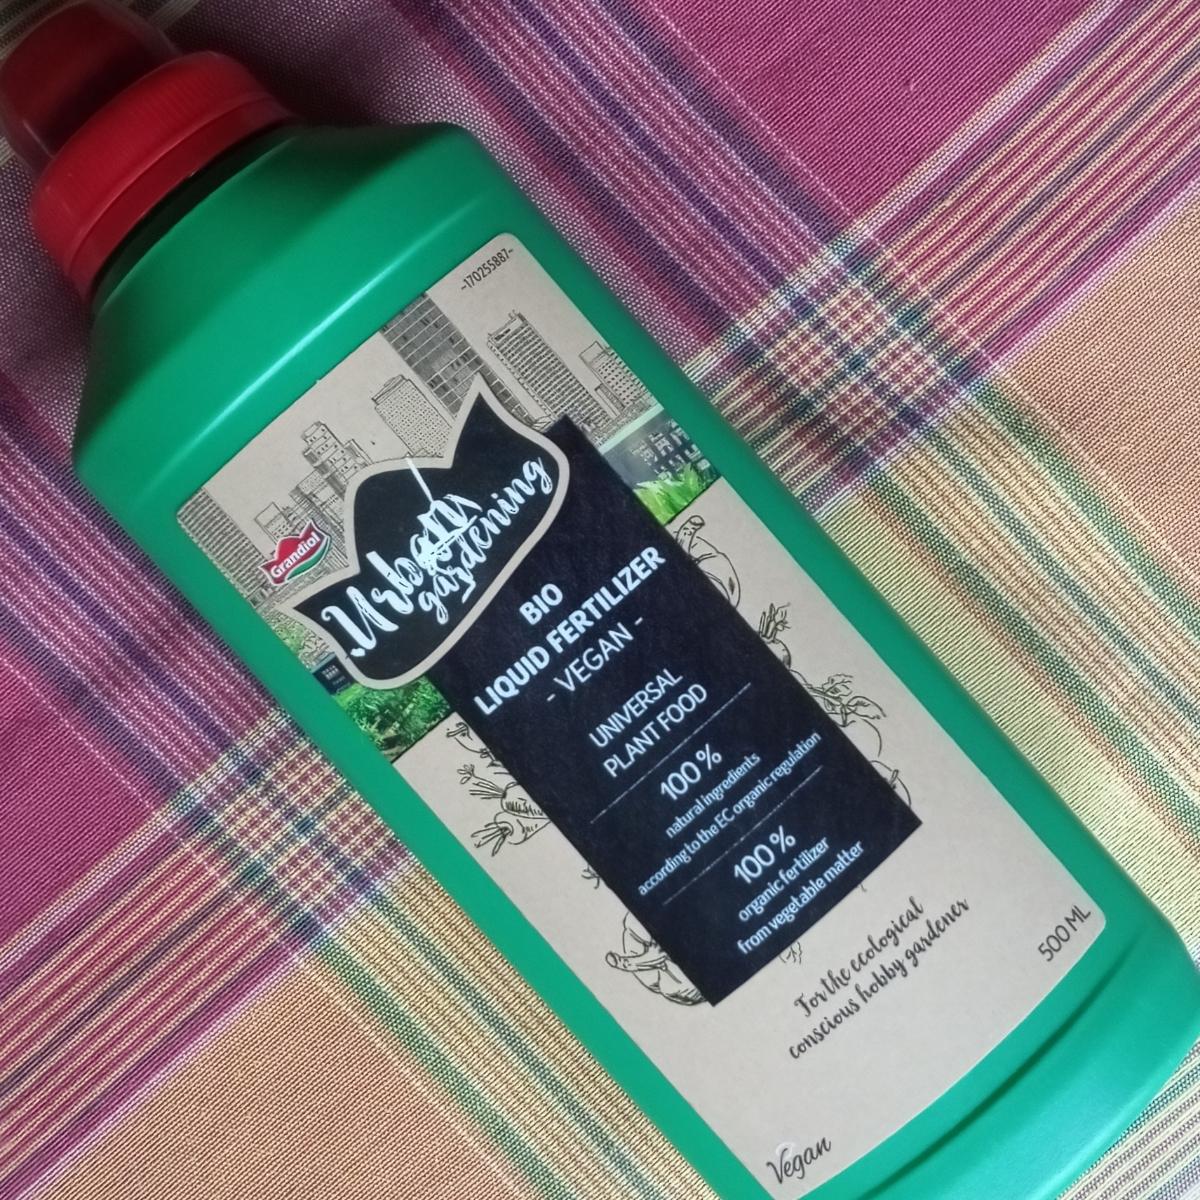 -170255887-
Grandiol
Urban
gardening
BIO
LIQUID FERTILIZER
- VEGAN -
UNIVERSAL
PLANT FOOD
100 %
natural ingredients
according to the EC organic regulation
100 %
organic fertilizer
from vegetable matter
For the ecological
conscious hobby gardener
500 ML
Vegan